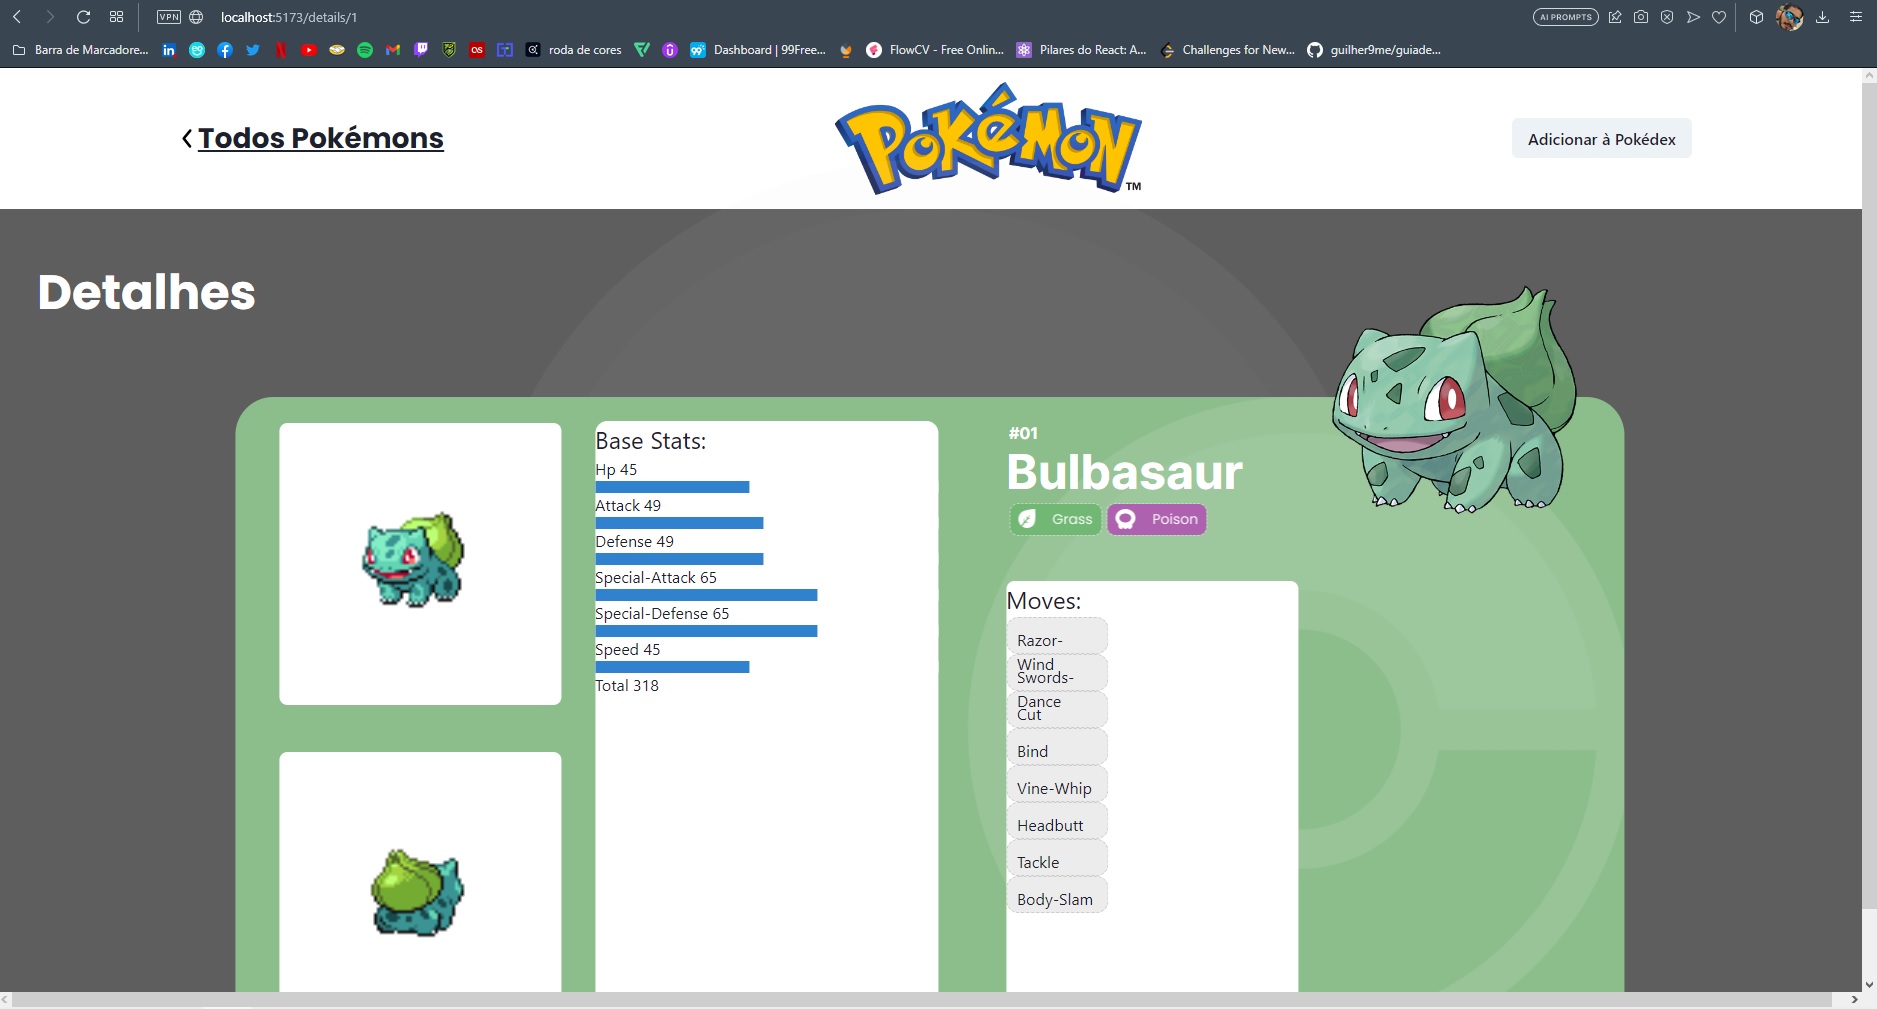 VPN
localhost:5173/details/1
AI PROMPTS
Barra de Marcadore...
roda de cores
Dashboard | 99Free...
FlowCV - Free Onlin...
Pilares do React: A...
Challenges for New...
guilher9me/guiade...
Todos Pokémons
POKéMON
TM
Adicionar à Pokédex
Detalhes
Base Stats:
Hp 45
Attack 49
Defense 49
Special-Attack 65
Special-Defense 65
Speed 45
Total 318
#01
Bulbasaur
Grass
Poison
Moves:
Razor-
Wind
Swords-
Dance
Cut
Bind
Vine-Whip
Headbutt
Tackle
Body-Slam